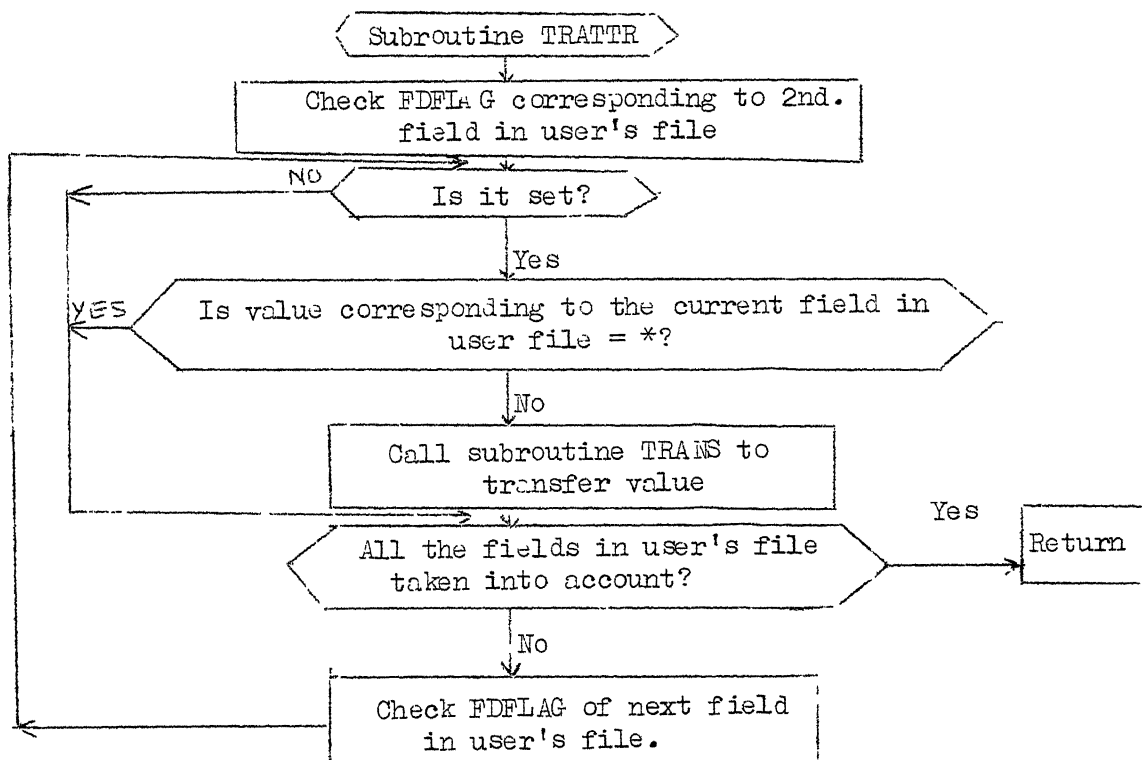 Subroutine TRATTR
Check FDFLAG corresponding to 2nd.
field in user's file
NO
Is it set?
Yes
YES
Is value corresponding to the current field in
user file = *?
No
Call subroutine TRANS to
transfer value
Yes
All the fields in user's file
taken into account?
Return
No
Check FDFLAG of next field
in user's file.